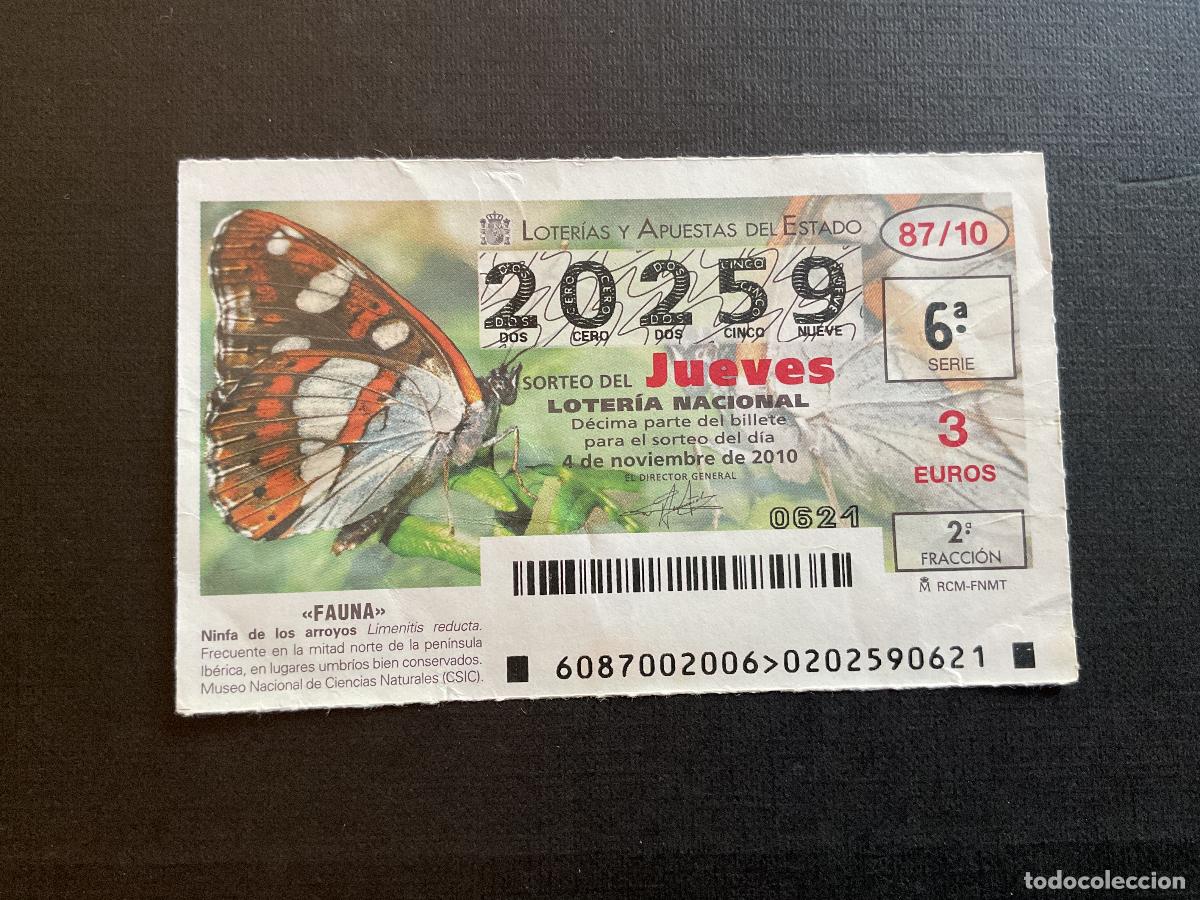 LOTERÍAS Y APUESTAS DEL ESTADO
87/10
20259
DOS CERO DOS CINCO NUEVE
6ª
SERIE
SORTEO DEL Jueves
LOTERÍA NACIONAL
Décima parte del billete
para el sorteo del día
4 de noviembre de 2010
EL DIRECTOR GENERAL
3
EUROS
0621
2ª
FRACCIÓN
M RCM-FNMT
«FAUNA»
Ninfa de los arroyos Limenitis reducta.
Frecuente en la mitad norte de la península
Ibérica, en lugares umbríos bien conservados.
Museo Nacional de Ciencias Naturales (CSIC).
6087002006>0202590621
todocoleccion